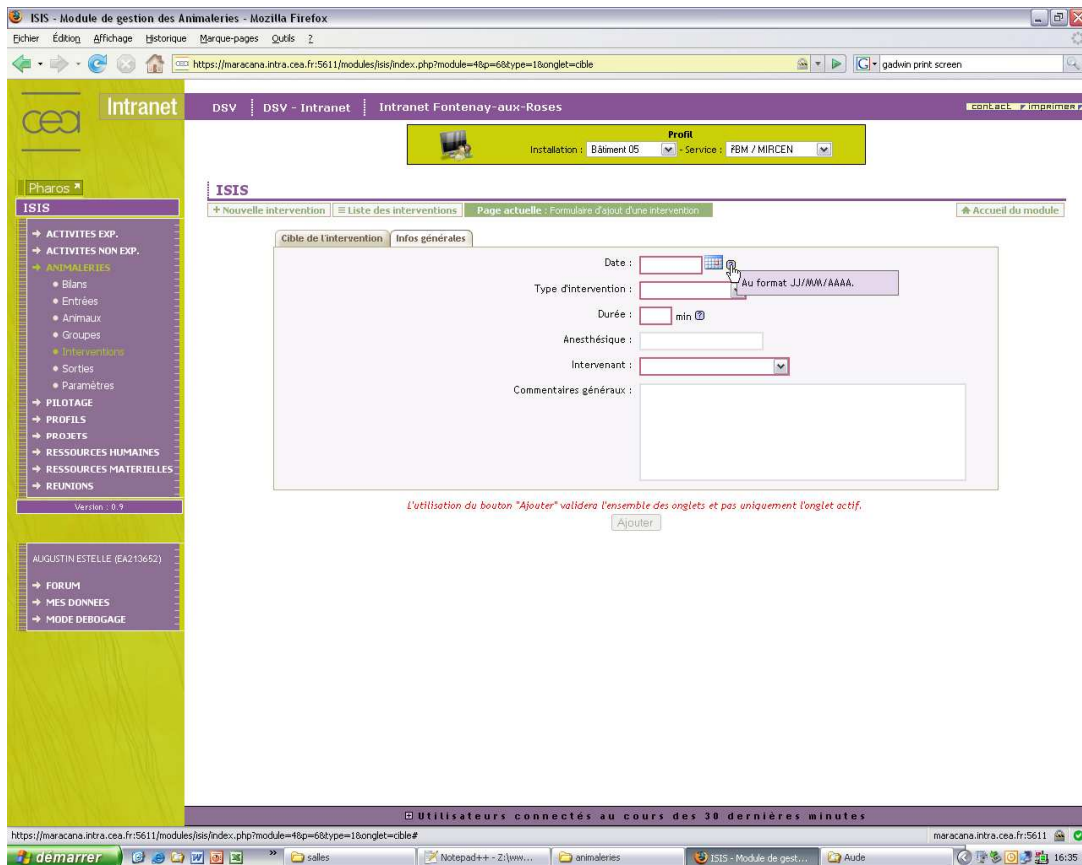 ISIS - Module de gestion des Animaleries - Mozilla Firefox
Fichier Édition Affichage Historique Marque-pages Outils ?
https://maracana.intra.cea.fr:5611/modules/isis/index.php?module=4&p=6&type=1&onglet=cible
gadwin print screen
cea Intranet
DSV DSV - Intranet Intranet Fontenay-aux-Roses
contact imprimer
Profil
Installation : Bâtiment 05 - Service : I²BM / MIRCEN
Pharos
ISIS
ISIS
+ Nouvelle intervention Liste des interventions Page actuelle : Formulaire d'ajout d'une intervention Accueil du module
ACTIVITES EXP.
ACTIVITES NON EXP.
ANIMALERIES
Bilans
Entrées
Animaux
Groupes
Interventions
Sorties
Paramètres
PILOTAGE
PROFILS
PROJETS
RESSOURCES HUMAINES
RESSOURCES MATERIELLES
REUNIONS
Version : 0.9
Cible de l'intervention Infos générales
Date :
Au format JJ/MM/AAAA.
Type d'intervention :
Durée : min ?
Anesthésique :
Intervenant :
Commentaires généraux :
L'utilisation du bouton "Ajouter" validera l'ensemble des onglets et pas uniquement l'onglet actif.
Ajouter
AUGUSTIN ESTELLE (EA213652)
FORUM
MES DONNEES
MODE DEBOGAGE
Utilisateurs connectés au cours des 30 dernières minutes
https://maracana.intra.cea.fr:5611/modules/isis/index.php?module=4&p=6&type=1&onglet=cible#
maracana.intra.cea.fr:5611
démarrer » salles Notepad++ - Z:\ww... animaleries ISIS - Module de gest... Aude 16:35